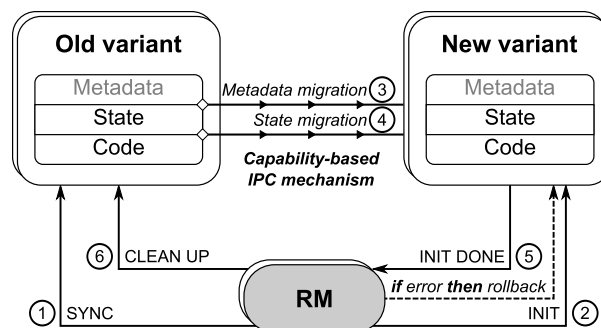 Old variant
New variant
Metadata
State
Code
Metadata migration 3
State migration 4
Capability-based
IPC mechanism
Metadata
State
Code
6 CLEAN UP
INIT DONE 5
RM
if error then rollback
1 SYNC
INIT 2